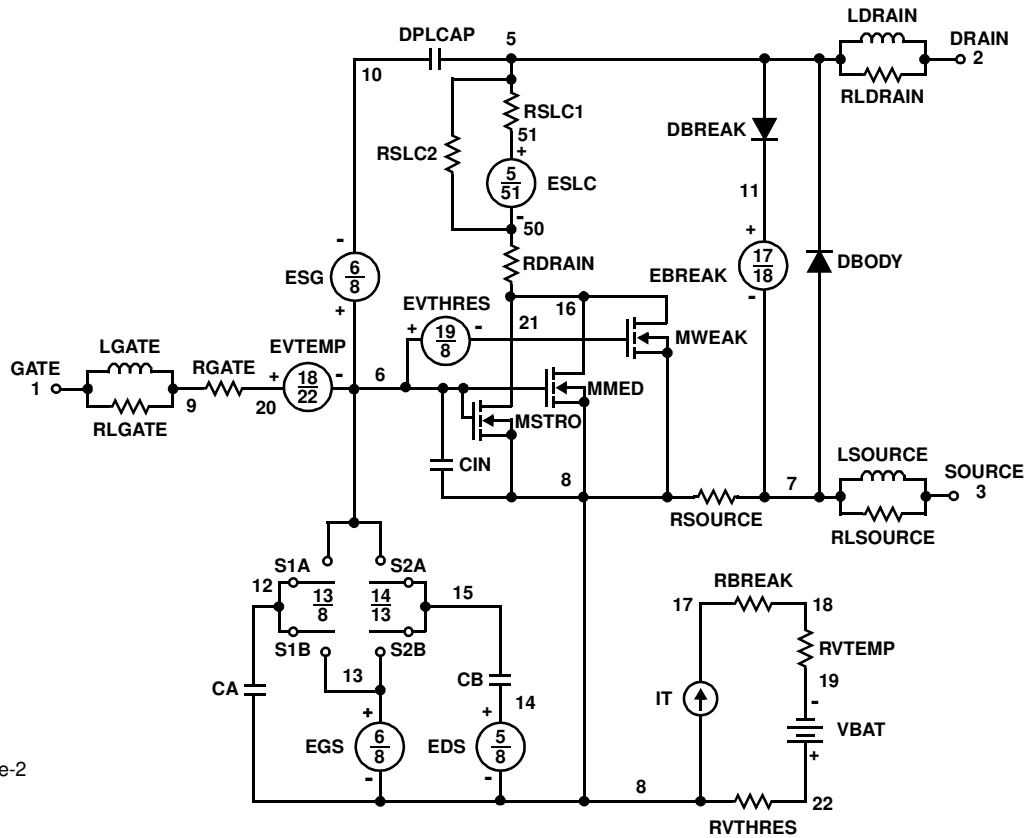 LDRAIN
DPLCAP 5 DRAIN
2
10
RLDRAIN
RSLC1
DBREAK
51
RSLC2
+
5
51
ESLC
11
-
50
-
+
17
18
RDRAIN
EBREAK
DBODY
ESG
6
8
-
EVTHRES
16
+
+
19
8
-
21
MWEAK
LGATE
EVTEMP
GATE
1
RGATE
+
18
22
-
6
MMED
9
20
MSTRO
RLGATE
LSOURCE
CIN
8
7
SOURCE
3
RSOURCE
RLSOURCE
S1A
S2A
12
13
8
14
13
15
RBREAK
17
18
S1B
S2B
RVTEMP
13
CB
19
CA
14
IT
-
+
+
VBAT
EGS
6
8
EDS
5
8
+
-
-
8
22
RVTHRES
e-2